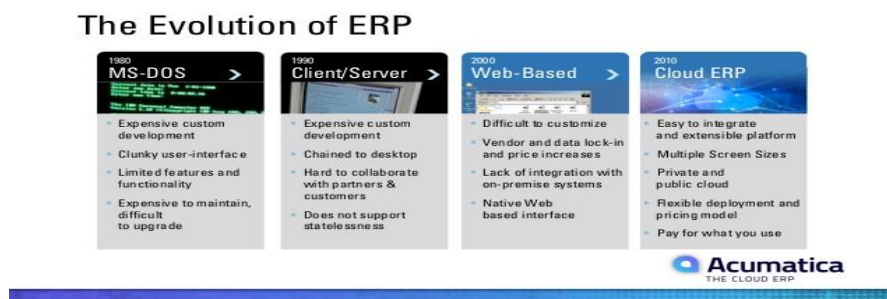 The Evolution of ERP
1980
MS-DOS >
Expensive custom
development
Clunky user-interface
Limited features and
functionality
Expensive to maintain,
difficult
to upgrade
1990
Client/Server >
Expensive custom
development
Chained to desktop
Hard to collaborate
with partners &
customers
Does not support
statelessness
2000
Web-Based >
Difficult to customize
Vendor and data lock-in
and price increases
Lack of integration with
on-premise systems
Native Web
based interface
2010
Cloud ERP
Easy to integrate
and extensible platform
Multiple Screen Sizes
Private and
public cloud
Flexible deployment and
pricing model
Pay for what you use
Acumatica
THE CLOUD ERP